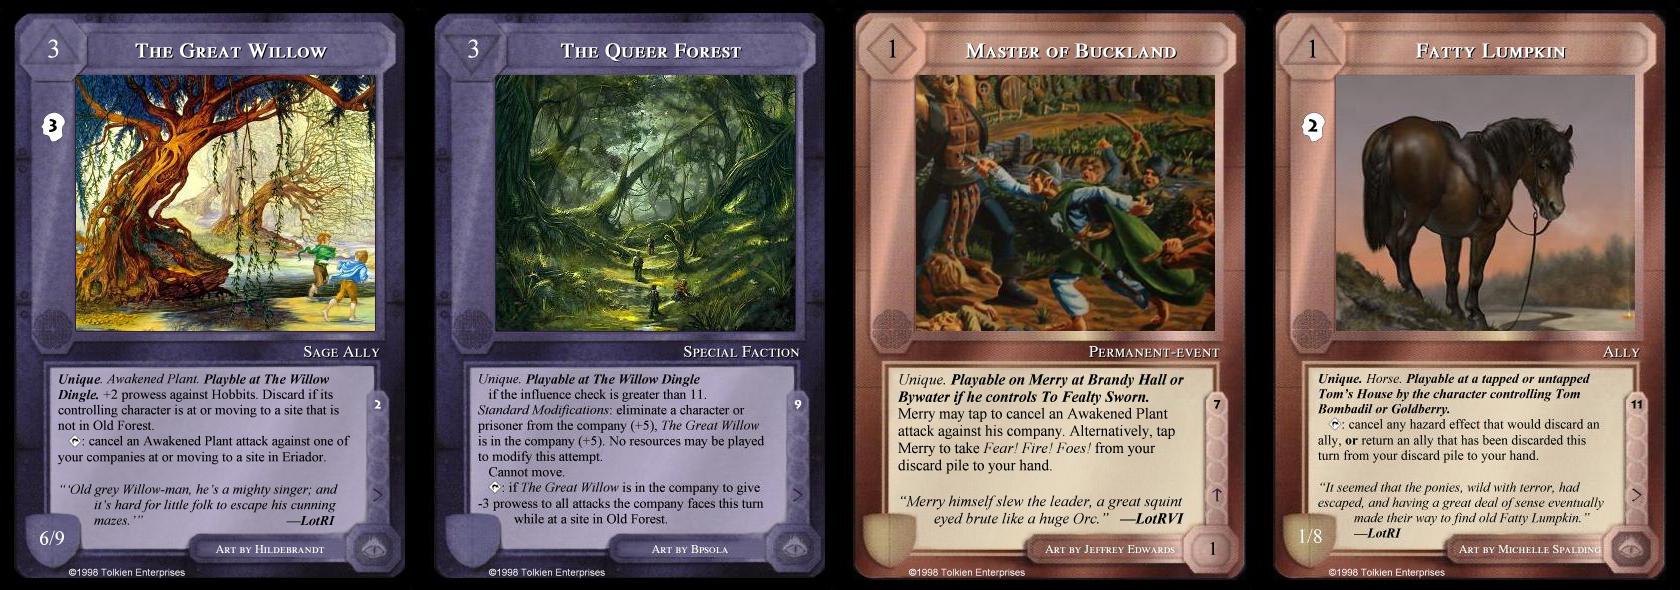 3
THE GREAT WILLOW
3
SAGE ALLY
Unique. Awakened Plant. Playble at The Willow
Dingle. +2 prowess against Hobbits. Discard if its
controlling character is at or moving to a site that is
not in Old Forest.
: cancel an Awakened Plant attack against one of
your companies at or moving to a site in Eriador.
“‘Old grey Willow-man, he’s a mighty singer; and
it’s hard for little folk to escape his cunning
mazes.’”
—LotRI
2
6/9
ART BY HILDEBRANDT
©1998 Tolkien Enterprises
3
THE QUEER FOREST
SPECIAL FACTION
Unique. Playable at The Willow Dingle
if the influence check is greater than 11.
Standard Modifications: eliminate a character or
prisoner from the company (+5), The Great Willow
is in the company (+5). No resources may be played
to modify this attempt.
Cannot move.
: if The Great Willow is in the company to give
-3 prowess to all attacks the company faces this turn
while at a site in Old Forest.
9
ART BY BPSOLA
©1998 Tolkien Enterprises
1
MASTER OF BUCKLAND
PERMANENT-EVENT
Unique. Playable on Merry at Brandy Hall or
Bywater if he controls To Fealty Sworn.
Merry may tap to cancel an Awakened Plant
attack against his company. Alternatively, tap
Merry to take Fear! Fire! Foes! from your
discard pile to your hand.
“Merry himself slew the leader, a great squint
eyed brute like a huge Orc.” —LotRVI
7
ART BY JEFFREY EDWARDS
1
©1998 Tolkien Enterprises
1
FATTY LUMPKIN
2
ALLY
Unique. Horse. Playable at a tapped or untapped
Tom’s House by the character controlling Tom
Bombadil or Goldberry.
: cancel any hazard effect that would discard an
ally, or return an ally that has been discarded this
turn from your discard pile to your hand.
“It seemed that the ponies, wild with terror, had
escaped, and having a great deal of sense eventually
made their way to find old Fatty Lumpkin.”
—LotRI
11
1/8
ART BY MICHELLE SPALDING
©1998 Tolkien Enterprises